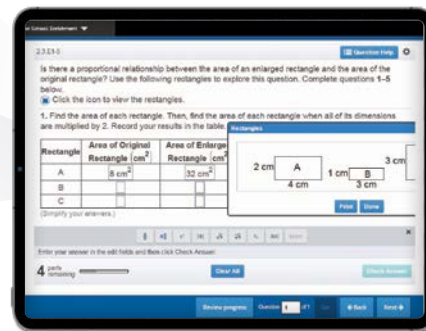 School Enrichment
2.3.EX-5
Question Help
Is there a proportional relationship between the area of an enlarged rectangle and the area of the
original rectangle? Use the following rectangles to explore this question. Complete questions 1–5
below.
Click the icon to view the rectangles.
1. Find the area of each rectangle. Then, find the area of each rectangle when all of its dimensions
are multiplied by 2. Record your results in the table.
Rectangles
Rectangle
Area of Original
Rectangle (cm²)
Area of Enlarge
Rectangle (cm²
A 8 cm² 32 cm²
B
C
2 cm A 4 cm
1 cm B 3 cm
3 cm
Print Done
(Simplify your answers.)
Enter your answer in the edit fields and then click Check Answer.
4 parts remaining
Clear All
Check Answer
Review progress Question 1 of 1 Go Back Next